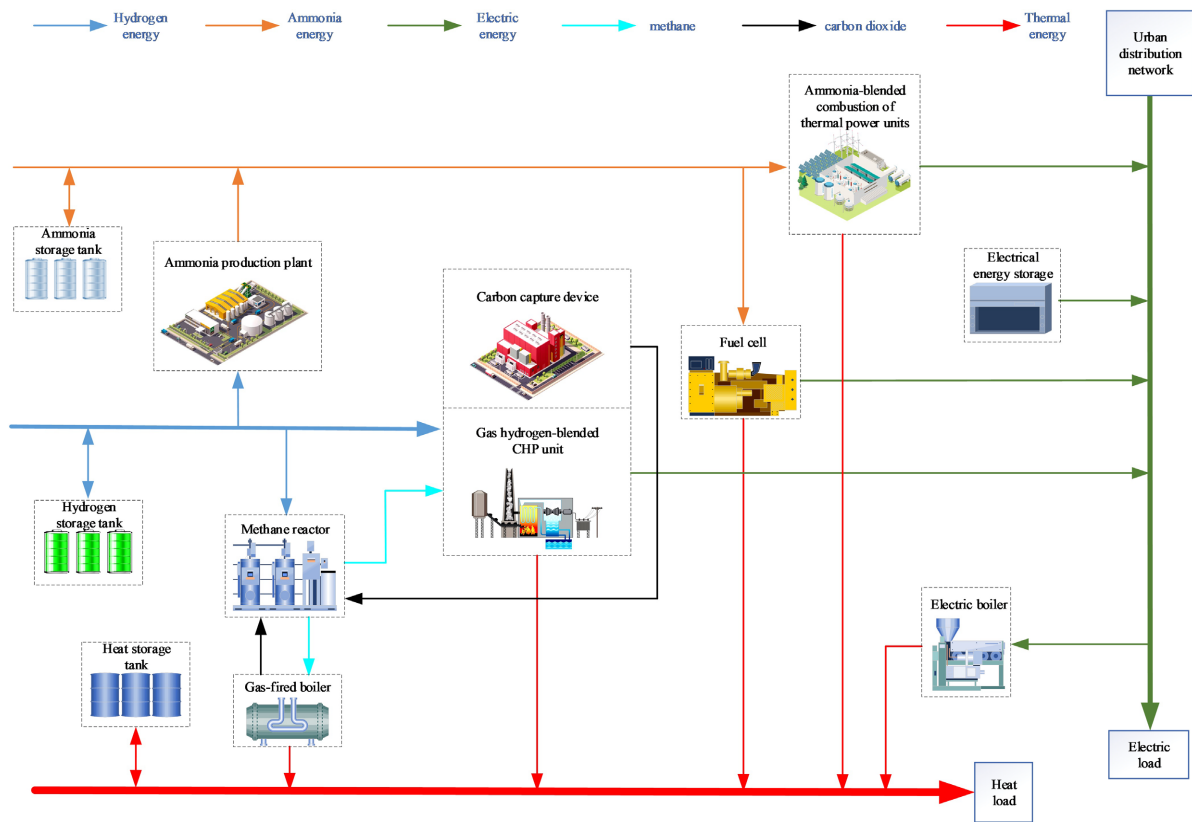 Hydrogen
energy
Ammonia
energy
Electric
energy
methane
carbon dioxide
Thermal
energy
Urban
distribution
network
Ammonia-blended
combustion of
thermal power units
Ammonia
storage tank
Ammonia production plant
Electrical
energy storage
Carbon capture device
Fuel cell
Gas hydrogen-blended
CHP unit
Hydrogen
storage tank
Methane reactor
Electric boiler
Heat storage
tank
Gas-fired boiler
Electric
load
Heat
load